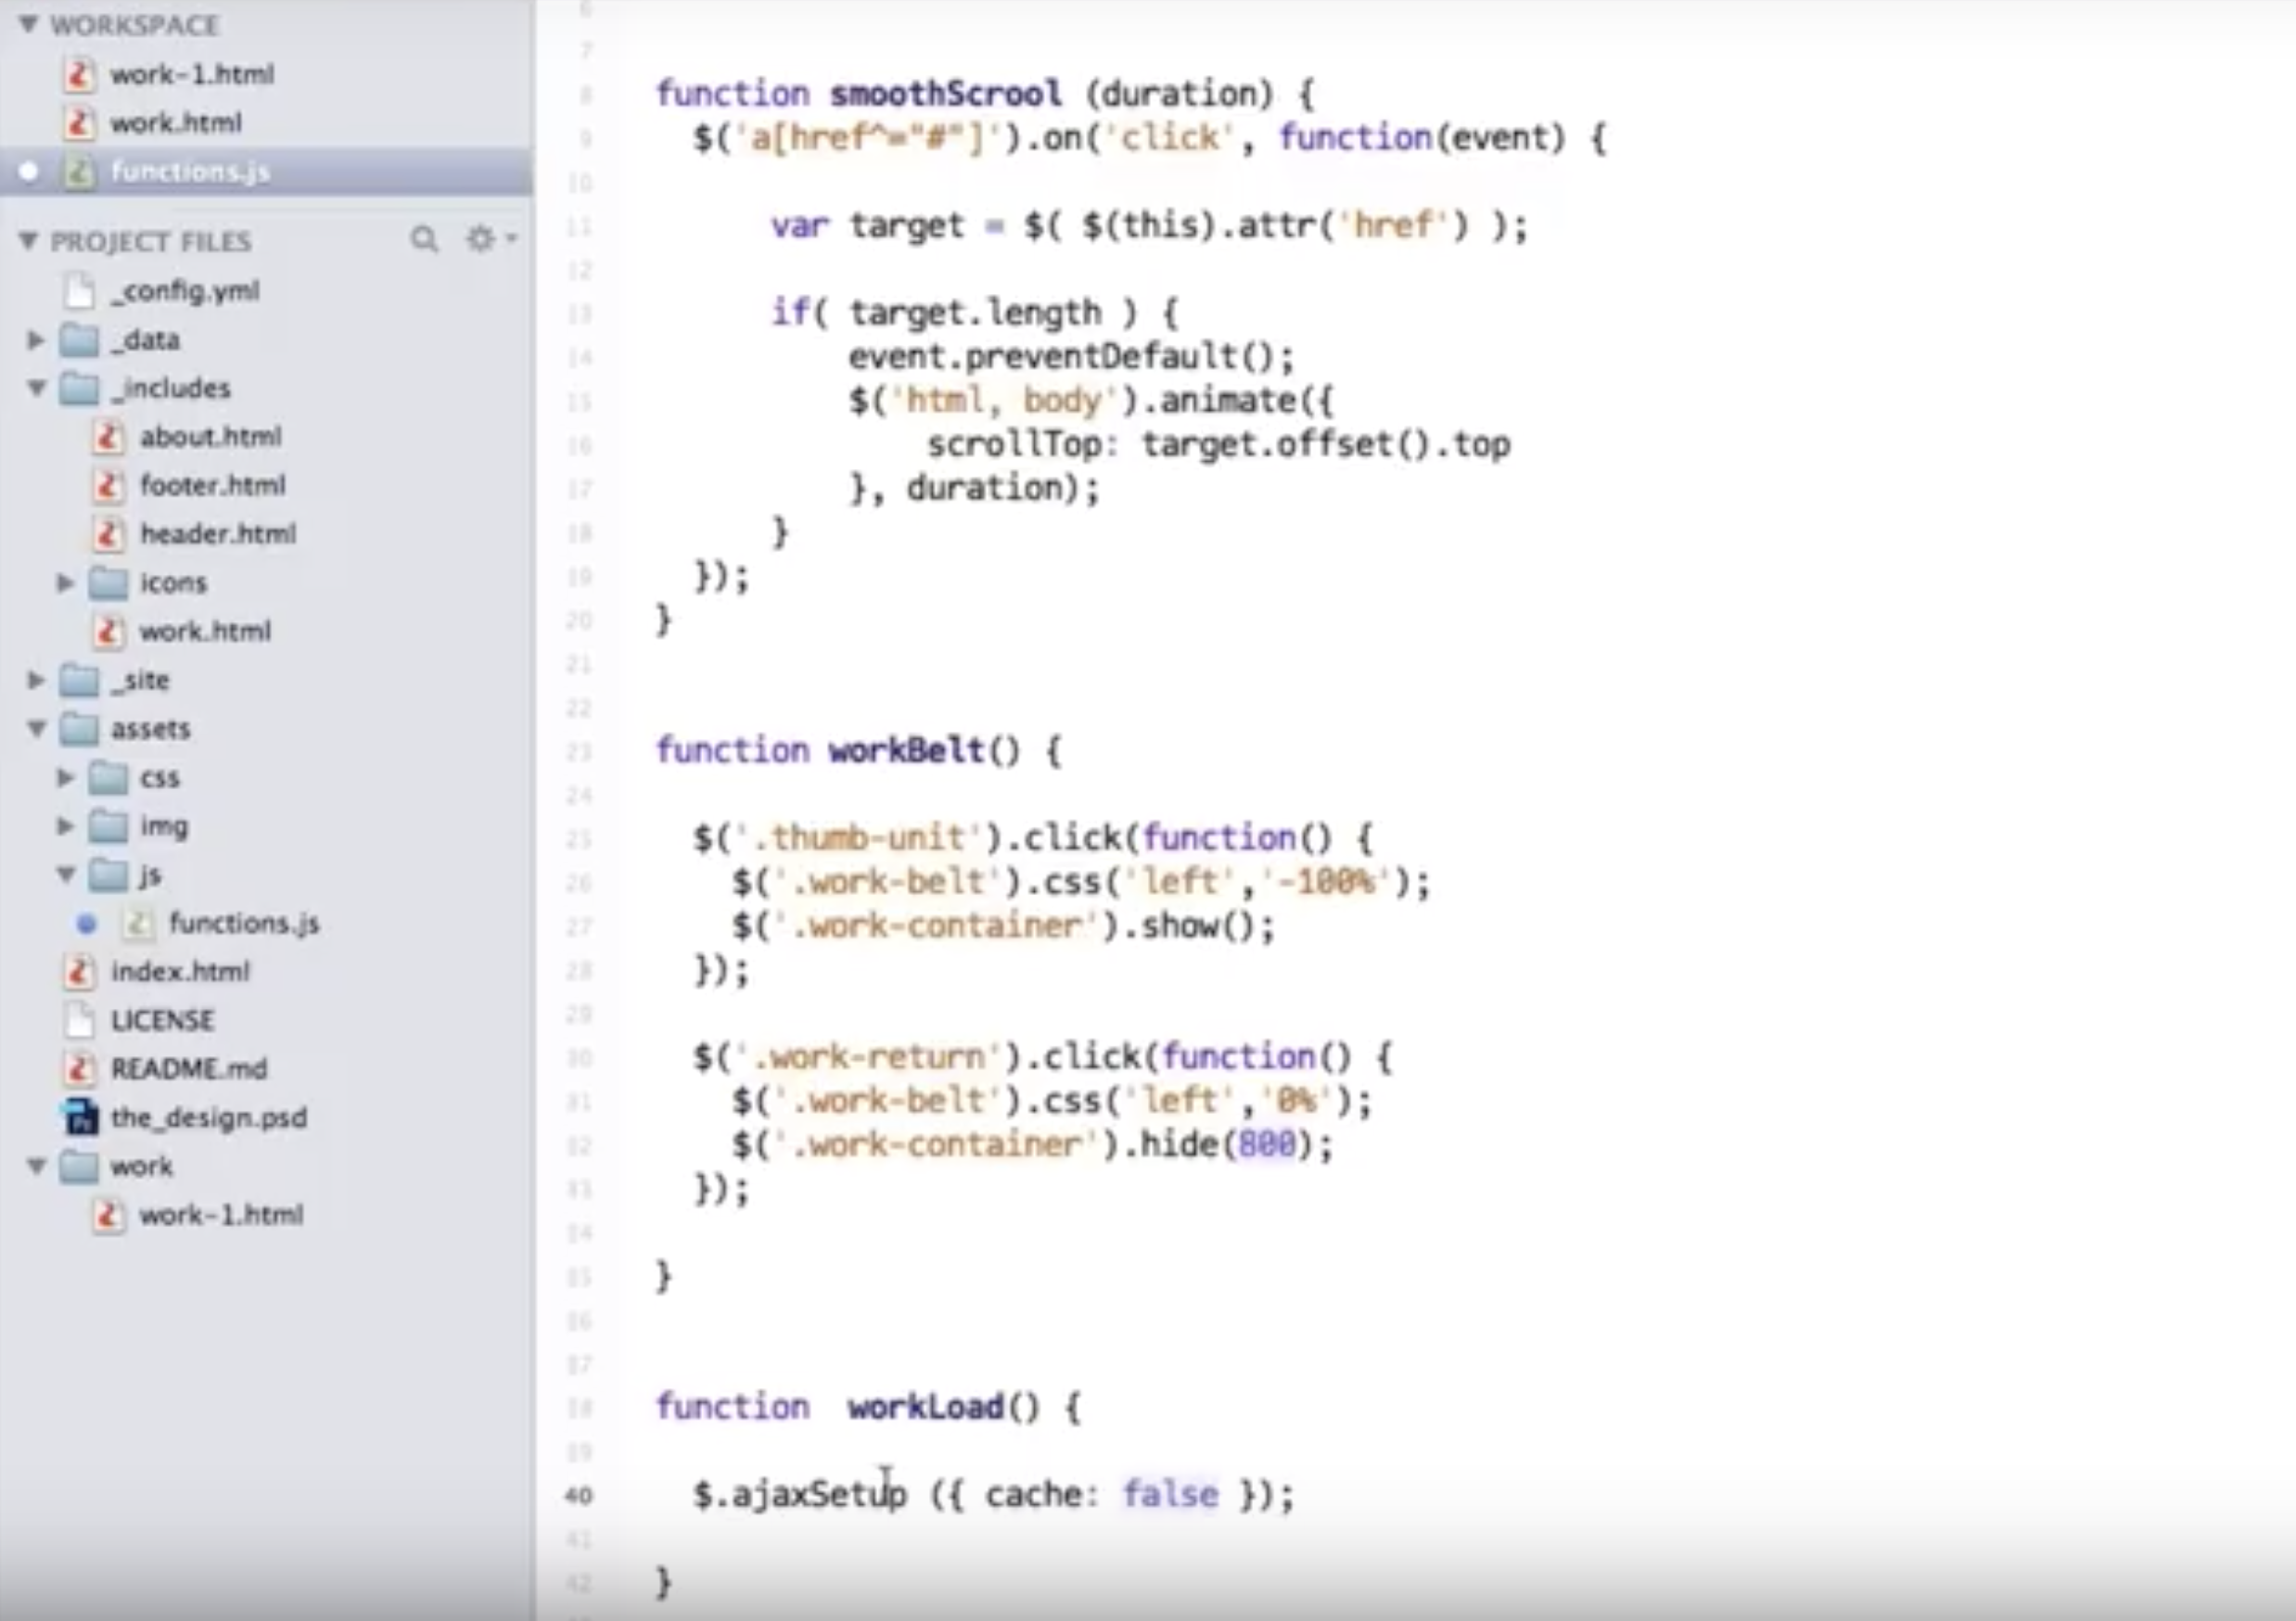 WORKSPACE
work-1.html
work.html
functions.js
PROJECT FILES
_config.yml
_data
_includes
about.html
footer.html
header.html
icons
work.html
_site
assets
css
img
js
functions.js
index.html
LICENSE
README.md
the_design.psd
work
work-1.html
6
7
8 function smoothScrool (duration) {
9 $('a[href^="#"]').on('click', function(event) {
10
11 var target = $( $(this).attr('href') );
12
13 if( target.length ) {
14 event.preventDefault();
15 $('html, body').animate({
16 scrollTop: target.offset().top
17 }, duration);
18 }
19 });
20 }
21
22
23 function workBelt() {
24
25 $('.thumb-unit').click(function() {
26 $('.work-belt').css('left','-100%');
27 $('.work-container').show();
28 });
29
30 $('.work-return').click(function() {
31 $('.work-belt').css('left','0%');
32 $('.work-container').hide(800);
33 });
34
35 }
36
37
38 function  workLoad() {
39
40 $.ajaxSetup ({ cache: false });
41
42 }